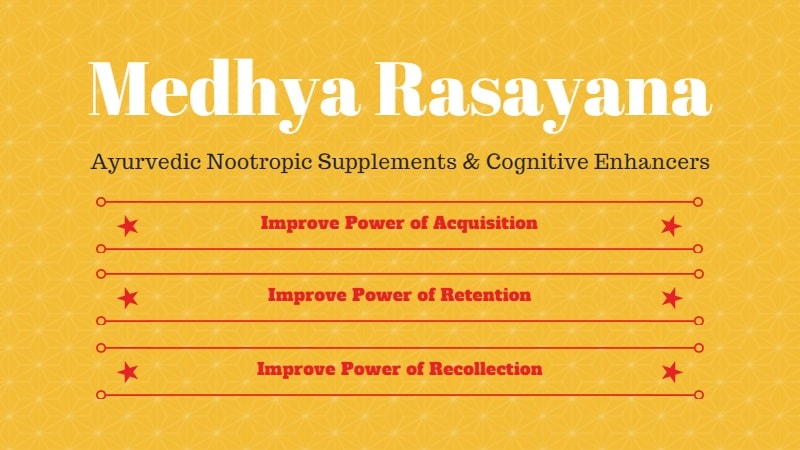 Medhya Rasayana
Ayurvedic Nootropic Supplements & Cognitive Enhancers
Improve Power of Acquisition
Improve Power of Retention
Improve Power of Recollection